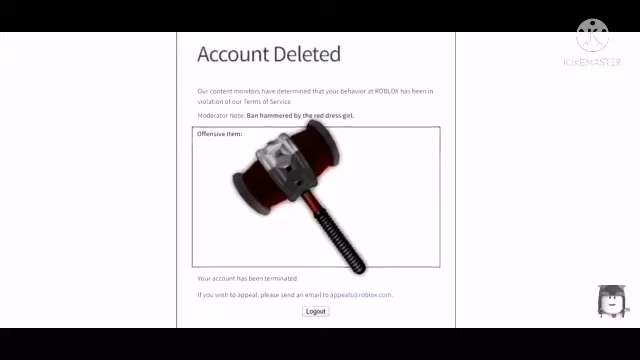 Account Deleted
Our content monitors have determined that your behavior at ROBLOX has been in
violation of our Terms of Service.
Moderator Note: Ban hammered by the red dress girl.
Offensive Item:
Your account has been terminated.
If you wish to appeal, please send an email to appeals@roblox.com.
Logout
K
KINEMASTER